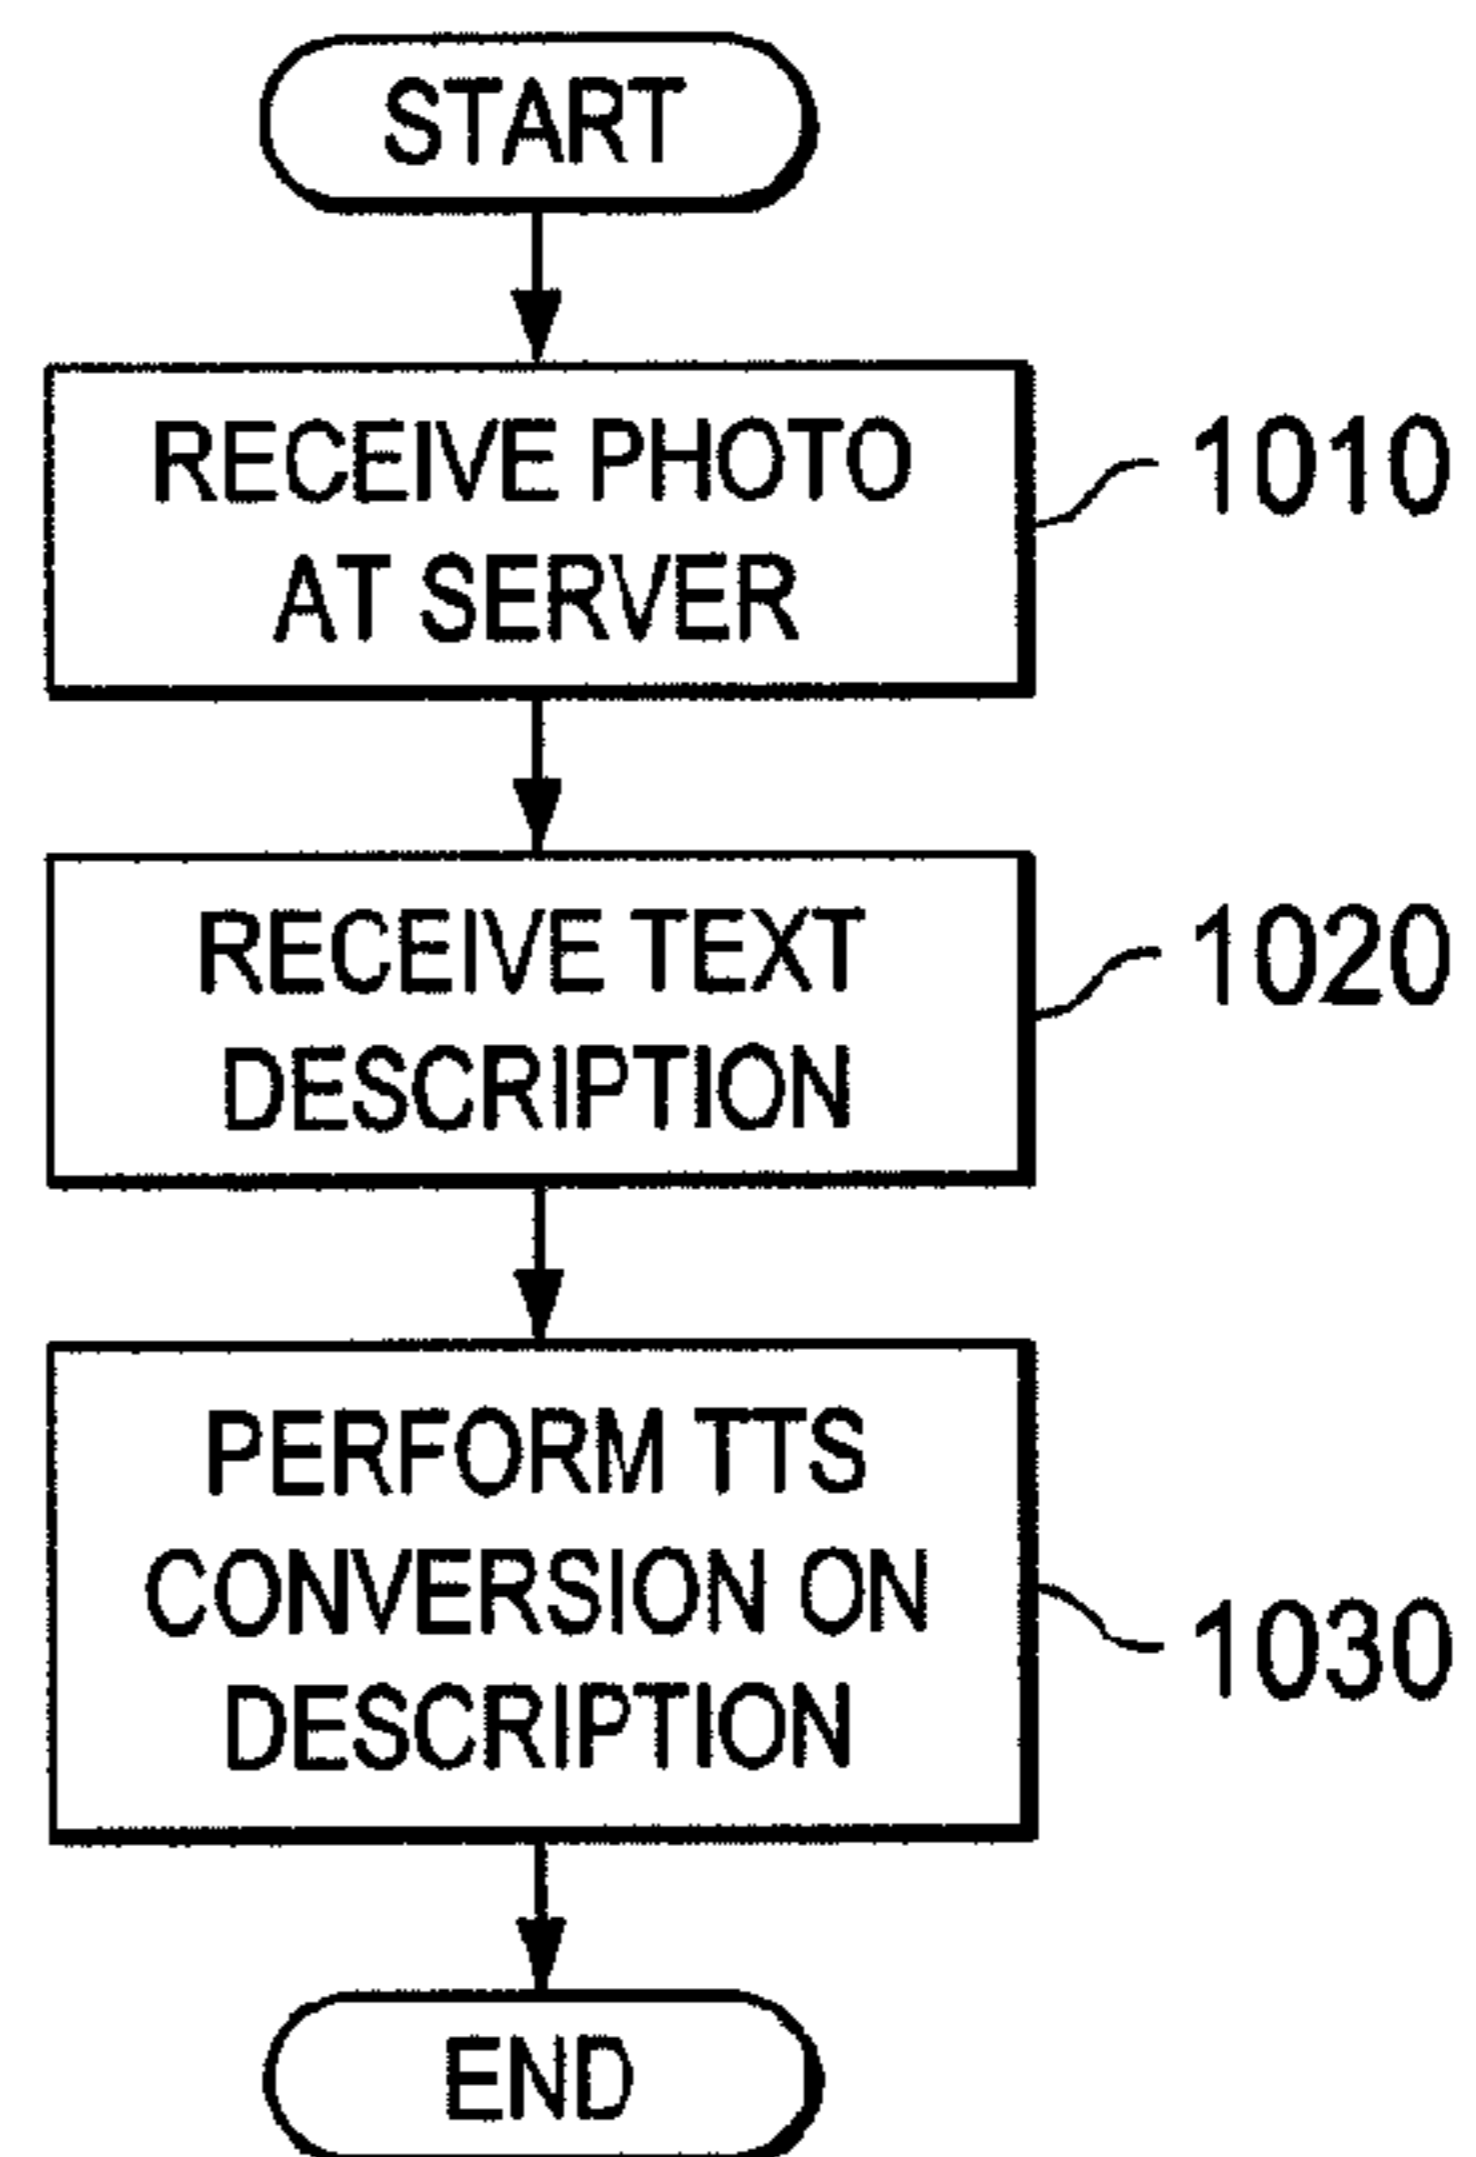 START
RECEIVE PHOTO
AT SERVER
1010
RECEIVE TEXT
DESCRIPTION
1020
PERFORM TTS
CONVERSION ON
DESCRIPTION
1030
END